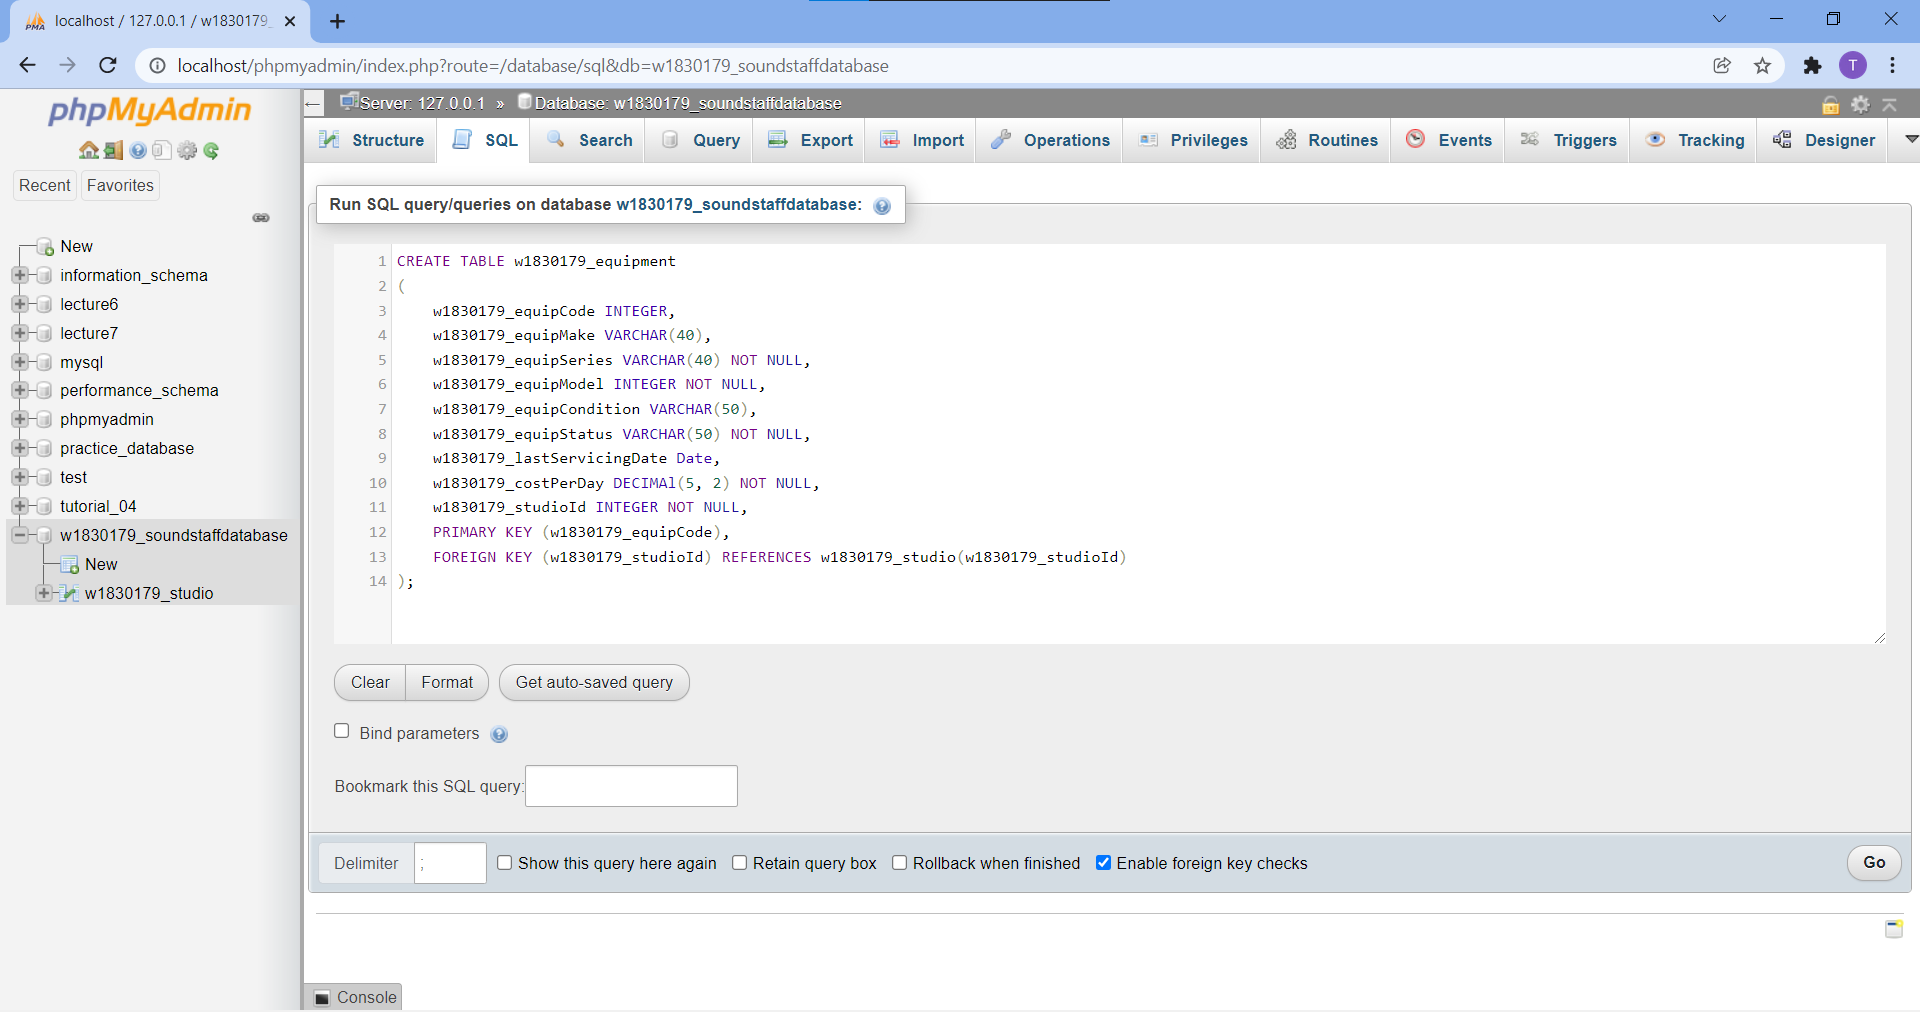 localhost / 127.0.0.1 / w1830179_
localhost/phpmyadmin/index.php?route=/database/sql&db=w1830179_soundstaffdatabase
T
phpMyAdmin
Recent Favorites
New
information_schema
lecture6
lecture7
mysql
performance_schema
phpmyadmin
practice_database
test
tutorial_04
w1830179_soundstaffdatabase
New
w1830179_studio
Server: 127.0.0.1 » Database: w1830179_soundstaffdatabase
Structure SQL Search Query Export Import Operations Privileges Routines Events Triggers Tracking Designer
Run SQL query/queries on database w1830179_soundstaffdatabase:
1 CREATE TABLE w1830179_equipment
2 (
3 w1830179_equipCode INTEGER,
4 w1830179_equipMake VARCHAR(40),
5 w1830179_equipSeries VARCHAR(40) NOT NULL,
6 w1830179_equipModel INTEGER NOT NULL,
7 w1830179_equipCondition VARCHAR(50),
8 w1830179_equipStatus VARCHAR(50) NOT NULL,
9 w1830179_lastServicingDate Date,
10 w1830179_costPerDay DECIMAl(5, 2) NOT NULL,
11 w1830179_studioId INTEGER NOT NULL,
12 PRIMARY KEY (w1830179_equipCode),
13 FOREIGN KEY (w1830179_studioId) REFERENCES w1830179_studio(w1830179_studioId)
14 );
Clear Format Get auto-saved query
Bind parameters
Bookmark this SQL query:
Delimiter ; Show this query here again Retain query box Rollback when finished Enable foreign key checks Go
Console